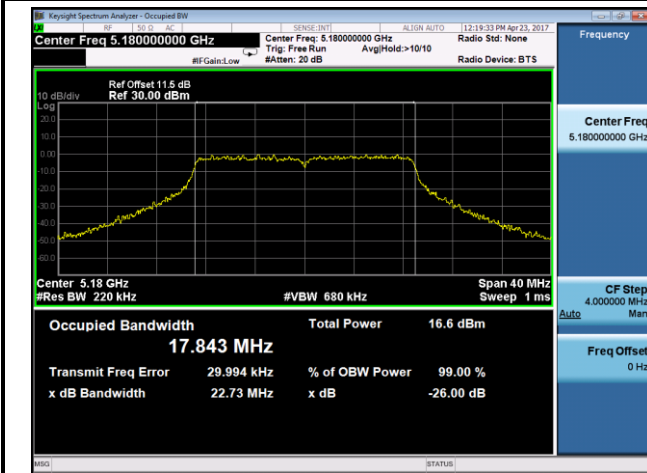 Keysight Spectrum Analyzer - Occupied BW
RF 50 Ω AC SENSE:INT ALIGN AUTO 12:19:33 PM Apr 23, 2017
Center Freq 5.180000000 GHz
Center Freq: 5.180000000 GHz
Radio Std: None
Trig: Free Run Avg|Hold:>10/10
#IFGain:Low #Atten: 20 dB Radio Device: BTS
Ref Offset 11.5 dB
10 dB/div Ref 30.00 dBm
Log
20.0
10.0
0.00
-10.0
-20.0
-30.0
-40.0
-50.0
-60.0
Center 5.18 GHz Span 40 MHz
#Res BW 220 kHz #VBW 680 kHz Sweep 1 ms
Occupied Bandwidth Total Power 16.6 dBm
17.843 MHz
Transmit Freq Error 29.994 kHz % of OBW Power 99.00 %
x dB Bandwidth 22.73 MHz x dB -26.00 dB
MSG STATUS
Frequency
Center Freq
5.180000000 GHz
CF Step
4.000000 MHz
Auto Man
Freq Offset
0 Hz